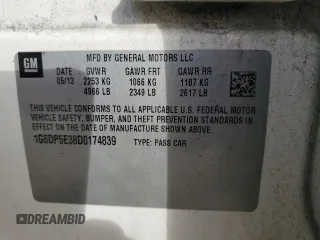 GM
MFD BY GENERAL MOTORS LLC
DATE GVWR GAWR FRT GAWR RR
05/13 2253 KG 1066 KG 1187 KG
4966 LB 2349 LB 2617 LB
THIS VEHICLE CONFORMS TO ALL APPLICABLE U.S. FEDERAL MOTOR
VEHICLE SAFETY, BUMPER, AND THEFT PREVENTION STANDARDS IN
EFFECT ON THE DATE OF MANUFACTURE SHOWN ABOVE.
1G6DP5E38D0174839 TYPE: PASS CAR